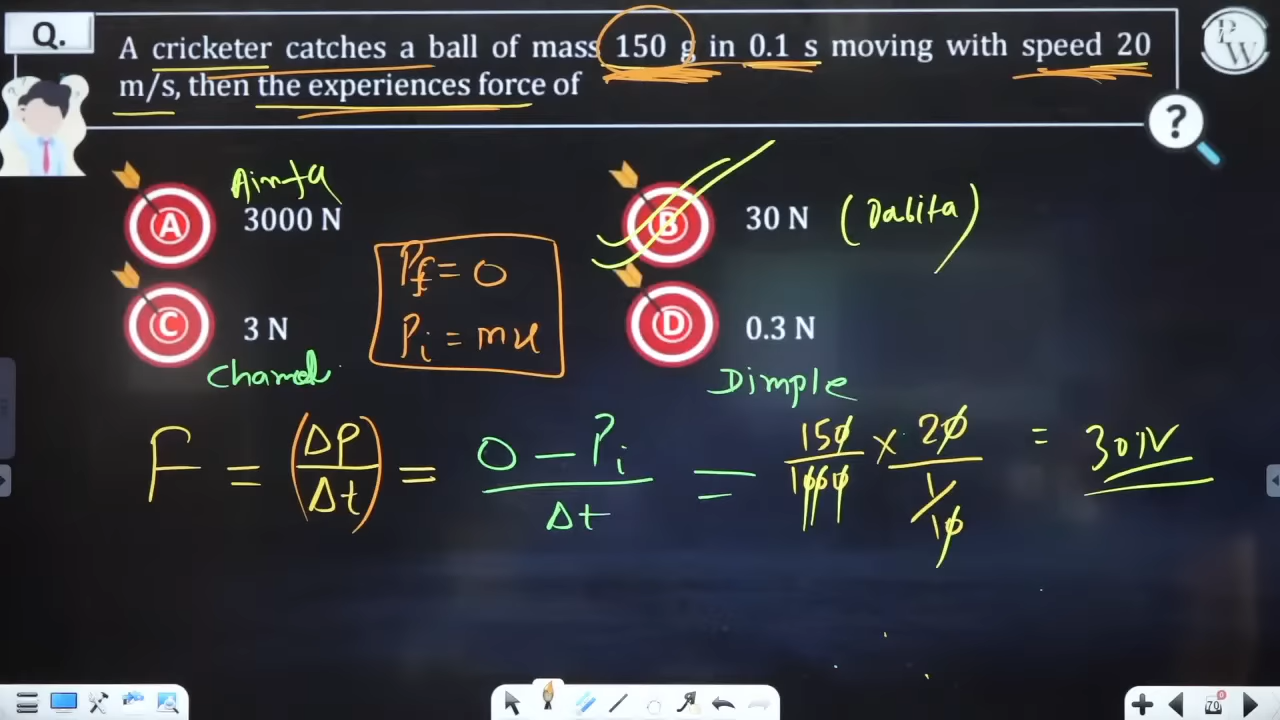 Q.
A cricketer catches a ball of mass 150 g in 0.1 s moving with speed 20
m/s, then the experiences force of
PW
?
A
3000 N
B
30 N (Dalita)
Pf = 0
Pi = mu
C
3 N
D
0.3 N
Dimple
F = (ΔP/Δt) = 0 - Pi/Δt = 150/1000 × 20/1/10 = 30N
70